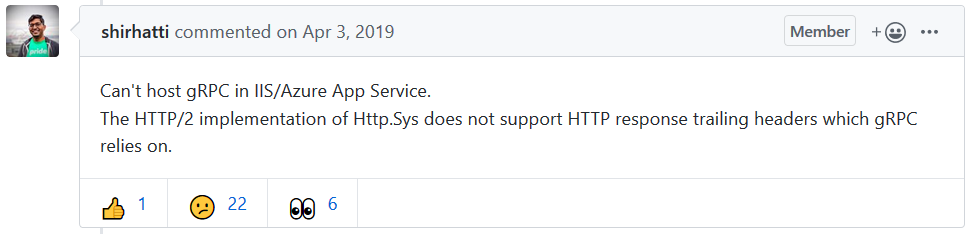 shirhatti commented on Apr 3, 2019
Member
Can't host gRPC in IIS/Azure App Service.
The HTTP/2 implementation of Http.Sys does not support HTTP response trailing headers which gRPC
relies on.
1
22
6